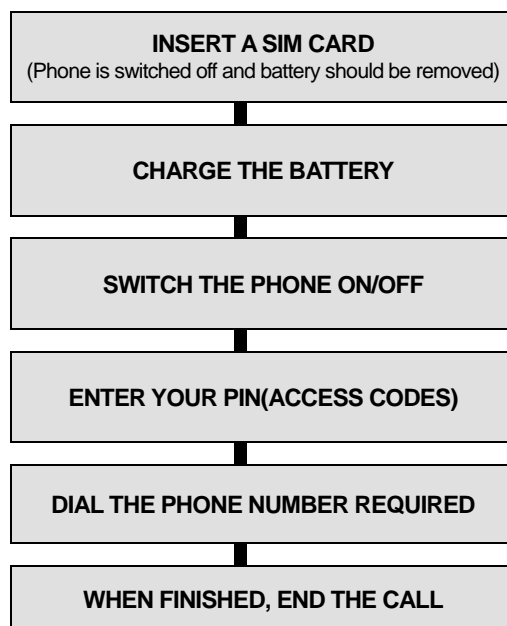 INSERT A SIM CARD
(Phone is switched off and battery should be removed)
CHARGE THE BATTERY
SWITCH THE PHONE ON/OFF
ENTER YOUR PIN(ACCESS CODES)
DIAL THE PHONE NUMBER REQUIRED
WHEN FINISHED, END THE CALL